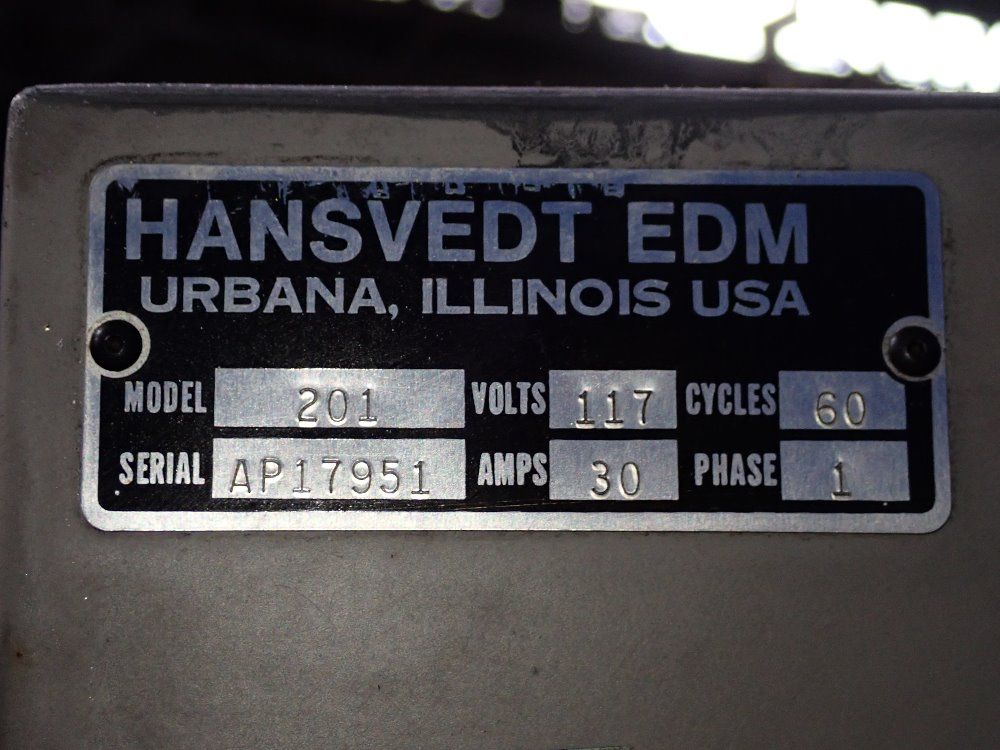 HANSVEDT EDM
URBANA, ILLINOIS USA
MODEL 201 VOLTS 117 CYCLES 60
SERIAL AP17951 AMPS 30 PHASE 1